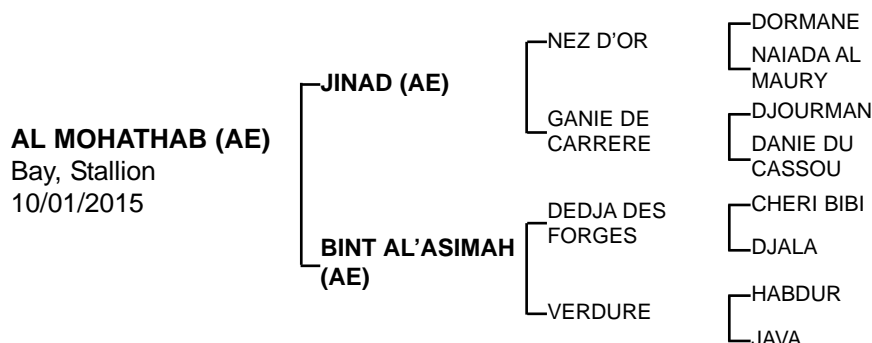 AL MOHATHAB (AE)
Bay, Stallion
10/01/2015
JINAD (AE)
BINT AL’ASIMAH
(AE)
NEZ D’OR
GANIE DE
CARRERE
DEDJA DES
FORGES
VERDURE
DORMANE
NAIADA AL
MAURY
DJOURMAN
DANIE DU
CASSOU
CHERI BIBI
DJALA
HABDUR
JAVA